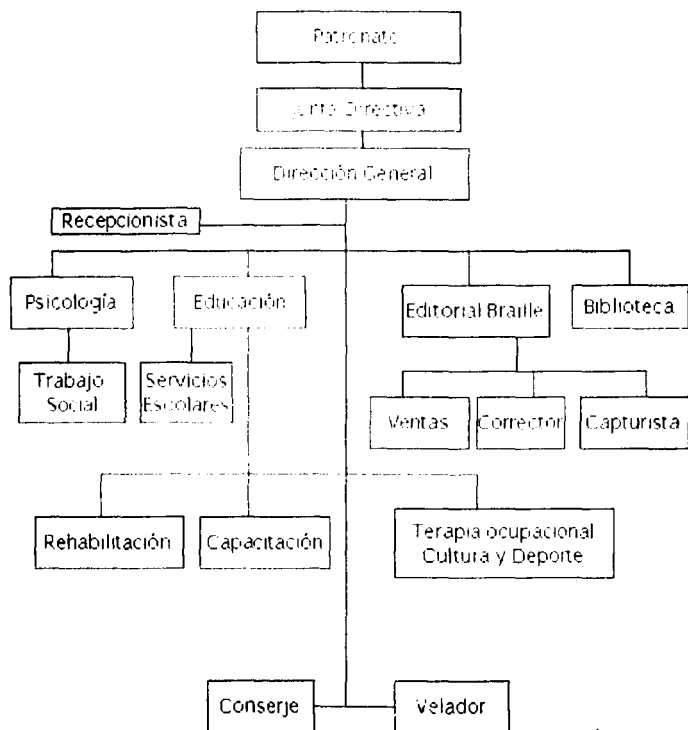 Patronato
Junta Directiva
Dirección General
Recepcionista
Psicología
Educación
Editorial Braille
Biblioteca
Trabajo
Social
Servicios
Escolares
Ventas
Corrector
Capturista
Rehabilitación
Capacitación
Terapia ocupacional
Cultura y Deporte
Conserje
Velador